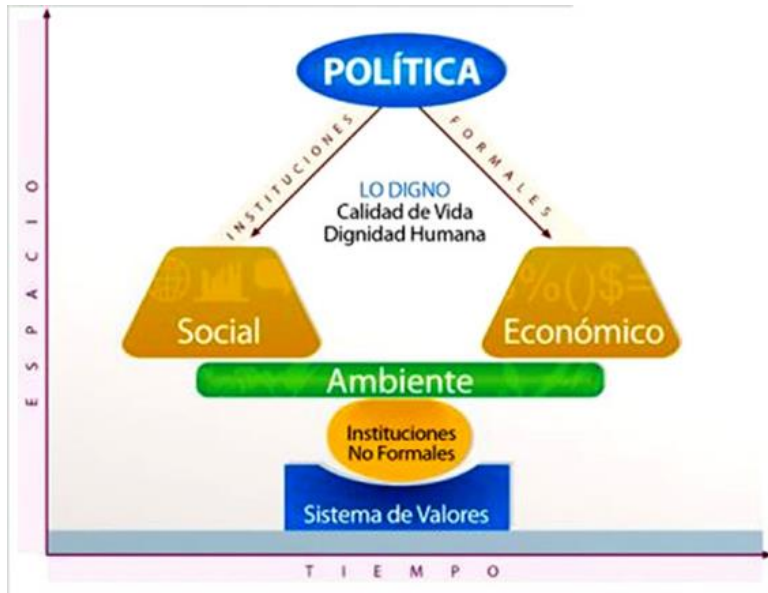 POLÍTICA
INSTITUCIONES
FORMALES
LO DIGNO
Calidad de Vida
Dignidad Humana
ESPACIO
%()$=
Social
Económico
Ambiente
Instituciones
No Formales
Sistema de Valores
TIEMPO